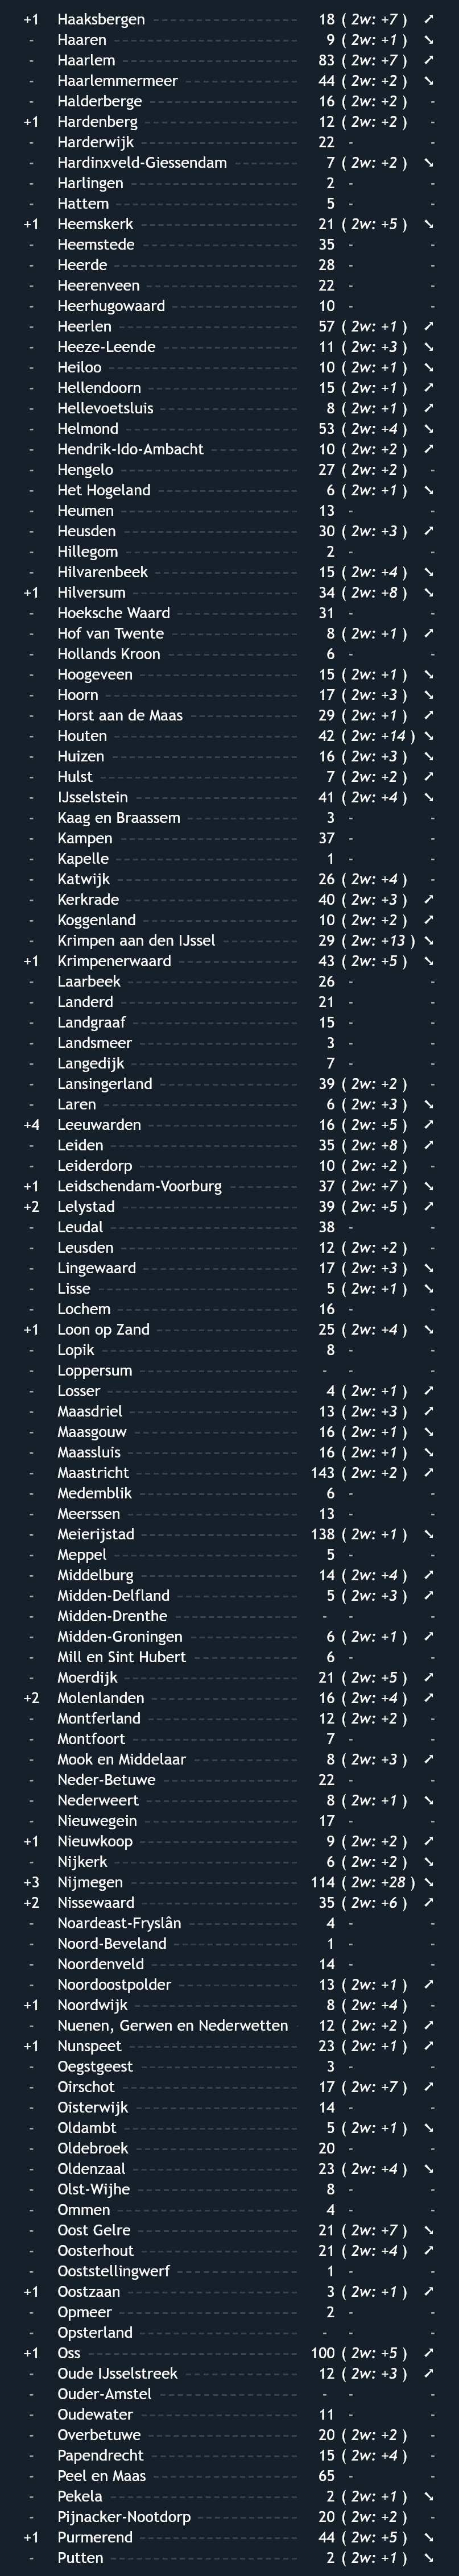 +1 Haaksbergen 18 ( 2w: +7 ) ↗
- Haaren 9 ( 2w: +1 ) ↘
- Haarlem 83 ( 2w: +7 ) ↗
- Haarlemmermeer 44 ( 2w: +2 ) ↘
- Halderberge 16 ( 2w: +2 ) -
+1 Hardenberg 12 ( 2w: +2 ) -
- Harderwijk 22 - -
- Hardinxveld-Giessendam 7 ( 2w: +2 ) ↘
- Harlingen 2 - -
- Hattem 5 - -
+1 Heemskerk 21 ( 2w: +5 ) ↘
- Heemstede 35 - -
- Heerde 28 - -
- Heerenveen 22 - -
- Heerhugowaard 10 - -
- Heerlen 57 ( 2w: +1 ) ↗
- Heeze-Leende 11 ( 2w: +3 ) ↘
- Heiloo 10 ( 2w: +1 ) ↘
- Hellendoorn 15 ( 2w: +1 ) ↗
- Hellevoetsluis 8 ( 2w: +1 ) ↗
- Helmond 53 ( 2w: +4 ) ↘
- Hendrik-Ido-Ambacht 10 ( 2w: +2 ) ↗
- Hengelo 27 ( 2w: +2 ) -
- Het Hogeland 6 ( 2w: +1 ) ↘
- Heumen 13 - -
- Heusden 30 ( 2w: +3 ) ↗
- Hillegom 2 - -
- Hilvarenbeek 15 ( 2w: +4 ) ↘
+1 Hilversum 34 ( 2w: +8 ) ↘
- Hoeksche Waard 31 - -
- Hof van Twente 8 ( 2w: +1 ) ↗
- Hollands Kroon 6 - -
- Hoogeveen 15 ( 2w: +1 ) ↘
- Hoorn 17 ( 2w: +3 ) ↘
- Horst aan de Maas 29 ( 2w: +1 ) ↗
- Houten 42 ( 2w: +14 ) ↘
- Huizen 16 ( 2w: +3 ) ↘
- Hulst 7 ( 2w: +2 ) ↗
- IJsselstein 41 ( 2w: +4 ) ↘
- Kaag en Braassem 3 - -
- Kampen 37 - -
- Kapelle 1 - -
- Katwijk 26 ( 2w: +4 ) -
- Kerkrade 40 ( 2w: +3 ) ↗
- Koggenland 10 ( 2w: +2 ) ↗
- Krimpen aan den IJssel 29 ( 2w: +13 ) ↘
+1 Krimpenerwaard 43 ( 2w: +5 ) ↘
- Laarbeek 26 - -
- Landerd 21 - -
- Landgraaf 15 - -
- Landsmeer 3 - -
- Langedijk 7 - -
- Lansingerland 39 ( 2w: +2 ) -
- Laren 6 ( 2w: +3 ) ↘
+4 Leeuwarden 16 ( 2w: +5 ) ↗
- Leiden 35 ( 2w: +8 ) ↗
- Leiderdorp 10 ( 2w: +2 ) -
+1 Leidschendam-Voorburg 37 ( 2w: +7 ) ↘
+2 Lelystad 39 ( 2w: +5 ) ↗
- Leudal 38 - -
- Leusden 12 ( 2w: +2 ) -
- Lingewaard 17 ( 2w: +3 ) ↘
- Lisse 5 ( 2w: +1 ) ↘
- Lochem 16 - -
+1 Loon op Zand 25 ( 2w: +4 ) ↘
- Lopik 8 - -
- Loppersum - - -
- Losser 4 ( 2w: +1 ) ↗
- Maasdriel 13 ( 2w: +3 ) ↗
- Maasgouw 16 ( 2w: +1 ) ↘
- Maassluis 16 ( 2w: +1 ) ↘
- Maastricht 143 ( 2w: +2 ) ↗
- Medemblik 6 - -
- Meerssen 13 - -
- Meierijstad 138 ( 2w: +1 ) ↘
- Meppel 5 - -
- Middelburg 14 ( 2w: +4 ) ↗
- Midden-Delfland 5 ( 2w: +3 ) ↗
- Midden-Drenthe - - -
- Midden-Groningen 6 ( 2w: +1 ) ↗
- Mill en Sint Hubert 6 - -
- Moerdijk 21 ( 2w: +5 ) ↗
+2 Molenlanden 16 ( 2w: +4 ) ↗
- Montferland 12 ( 2w: +2 ) -
- Montfoort 7 - -
- Mook en Middelaar 8 ( 2w: +3 ) ↗
- Neder-Betuwe 22 - -
- Nederweert 8 ( 2w: +1 ) ↘
- Nieuwegein 17 - -
+1 Nieuwkoop 9 ( 2w: +2 ) ↗
- Nijkerk 6 ( 2w: +2 ) ↘
+3 Nijmegen 114 ( 2w: +28 ) ↘
+2 Nissewaard 35 ( 2w: +6 ) ↗
- Noardeast-Fryslân 4 - -
- Noord-Beveland 1 - -
- Noordenveld 14 - -
- Noordoostpolder 13 ( 2w: +1 ) ↗
+1 Noordwijk 8 ( 2w: +4 ) -
- Nuenen, Gerwen en Nederwetten 12 ( 2w: +2 ) ↗
+1 Nunspeet 23 ( 2w: +1 ) ↗
- Oegstgeest 3 - -
- Oirschot 17 ( 2w: +7 ) ↗
- Oisterwijk 14 - -
- Oldambt 5 ( 2w: +1 ) ↘
- Oldebroek 20 - -
- Oldenzaal 23 ( 2w: +4 ) ↘
- Olst-Wijhe 8 - -
- Ommen 4 - -
- Oost Gelre 21 ( 2w: +7 ) ↘
- Oosterhout 21 ( 2w: +4 ) ↗
- Ooststellingwerf 1 - -
+1 Oostzaan 3 ( 2w: +1 ) ↗
- Opmeer 2 - -
- Opsterland - - -
+1 Oss 100 ( 2w: +5 ) ↗
- Oude IJsselstreek 12 ( 2w: +3 ) ↗
- Ouder-Amstel - - -
- Oudewater 11 - -
- Overbetuwe 20 ( 2w: +2 ) -
- Papendrecht 15 ( 2w: +4 ) -
- Peel en Maas 65 - -
- Pekela 2 ( 2w: +1 ) ↘
- Pijnacker-Nootdorp 20 ( 2w: +2 ) -
+1 Purmerend 44 ( 2w: +5 ) ↘
- Putten 2 ( 2w: +1 ) ↘